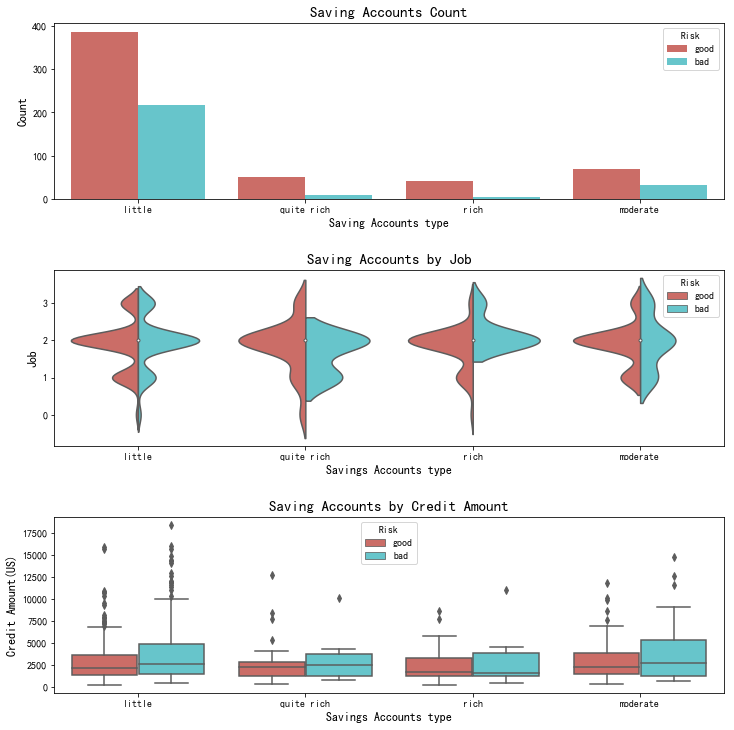 Saving Accounts Count
Count
400
300
200
100
0
Risk
good
bad
little
quite rich
rich
moderate
Saving Accounts type
Saving Accounts by Job
Job
3
2
1
0
Risk
good
bad
little
quite rich
rich
moderate
Savings Accounts type
Saving Accounts by Credit Amount
Credit Amount(US)
17500
15000
12500
10000
7500
5000
2500
0
Risk
good
bad
little
quite rich
rich
moderate
Savings Accounts type